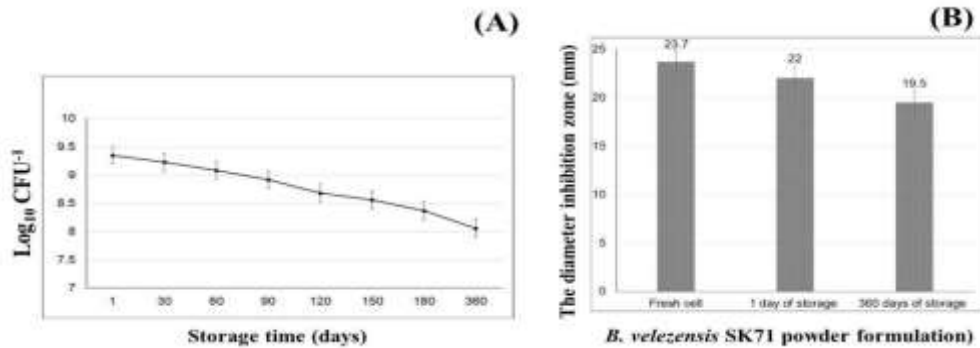 (A)
Log₁₀ CFU⁻¹
10
9.5
9
8.5
8
7.5
7
1 30 60 90 120 150 180 360
Storage time (days)
(B)
The diameter inhibition zone (mm)
25
20
15
10
5
0
23.7
22
19.5
Fresh cell 1 day of storage 360 days of storage
B. velezensis SK71 powder formulation)